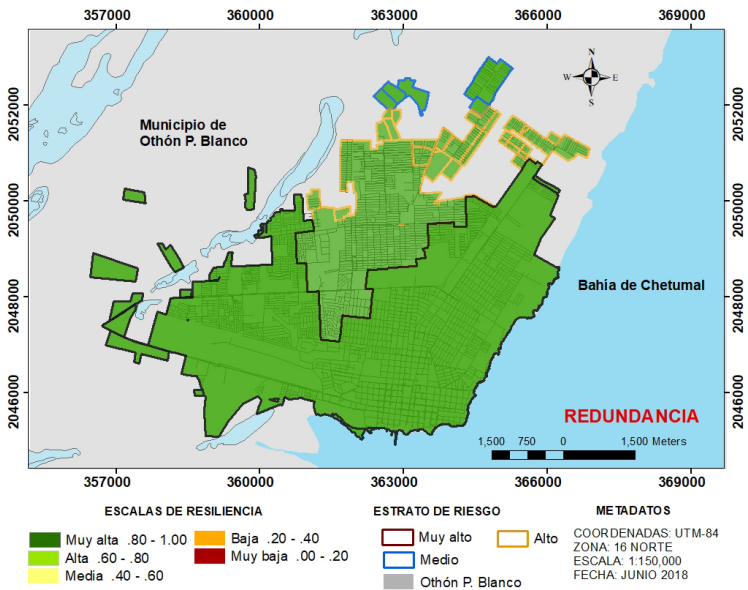 357000 360000 363000 366000 369000
N
W E
S
2052000
2050000
2048000
2046000
Municipio de
Othón P. Blanco
2052000
2050000
2048000
2046000
Bahía de Chetumal
REDUNDANCIA
1,500 750 0 1,500 Meters
357000 360000 363000 366000 369000
ESCALAS DE RESILIENCIA
Muy alta .80 - 1.00
Alta .60 - .80
Media .40 - .60
Baja .20 - .40
Muy baja .00 - .20
ESTRATO DE RIESGO
Muy alto
Alto
Medio
Othón P. Blanco
METADATOS
COORDENADAS: UTM-84
ZONA: 16 NORTE
ESCALA: 1:150,000
FECHA: JUNIO 2018